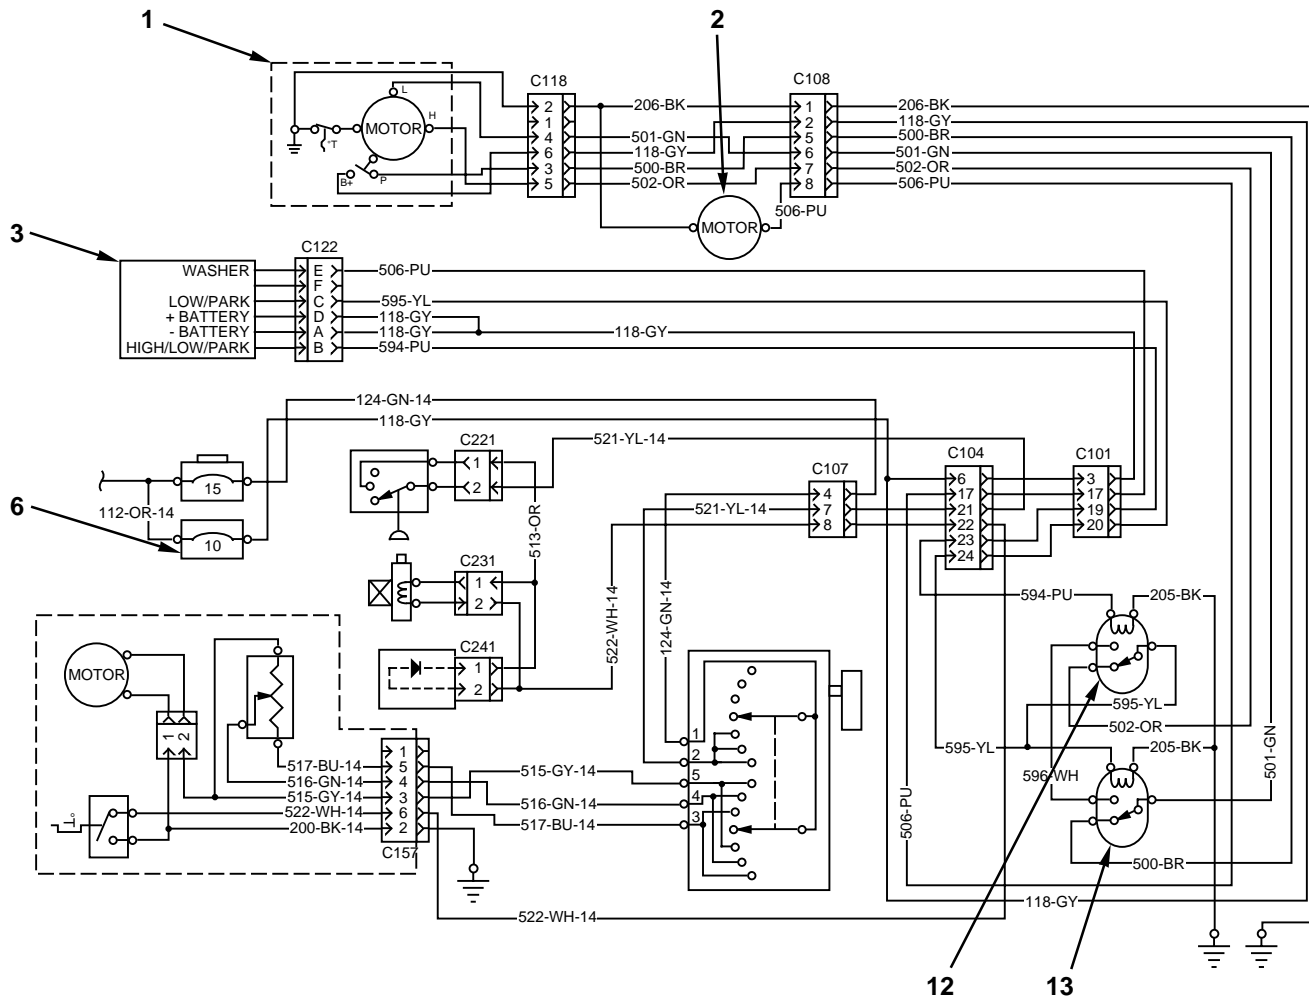 1
2
C118
C108
L
H
MOTOR
°T
B+
P
2
1
4
6
3
5
206-BK
501-GN
118-GY
500-BR
502-OR
1
2
5
6
7
8
206-BK
118-GY
500-BR
501-GN
502-OR
506-PU
506-PU
MOTOR
3
C122
WASHER
E
506-PU
F
LOW/PARK
C
595-YL
+ BATTERY
D
118-GY
- BATTERY
A
118-GY
118-GY
HIGH/LOW/PARK
B
594-PU
124-GN-14
118-GY
C221
521-YL-14
C104
C101
1
2
C107
6
3
15
4
17
17
6
112-OR-14
521-YL-14
7
21
19
10
8
22
20
23
24
513-OR
C231
1
2
522-WH-14
124-GN-14
594-PU
205-BK
C241
1
2
MOTOR
595-YL
502-OR
1
2
1
2
5
4
3
595-YL
205-BK
596-WH
501-GN
506-PU
1
517-BU-14
5
515-GY-14
516-GN-14
4
516-GN-14
515-GY-14
3
517-BU-14
522-WH-14
6
200-BK-14
2
C157
500-BR
118-GY
522-WH-14
12
13